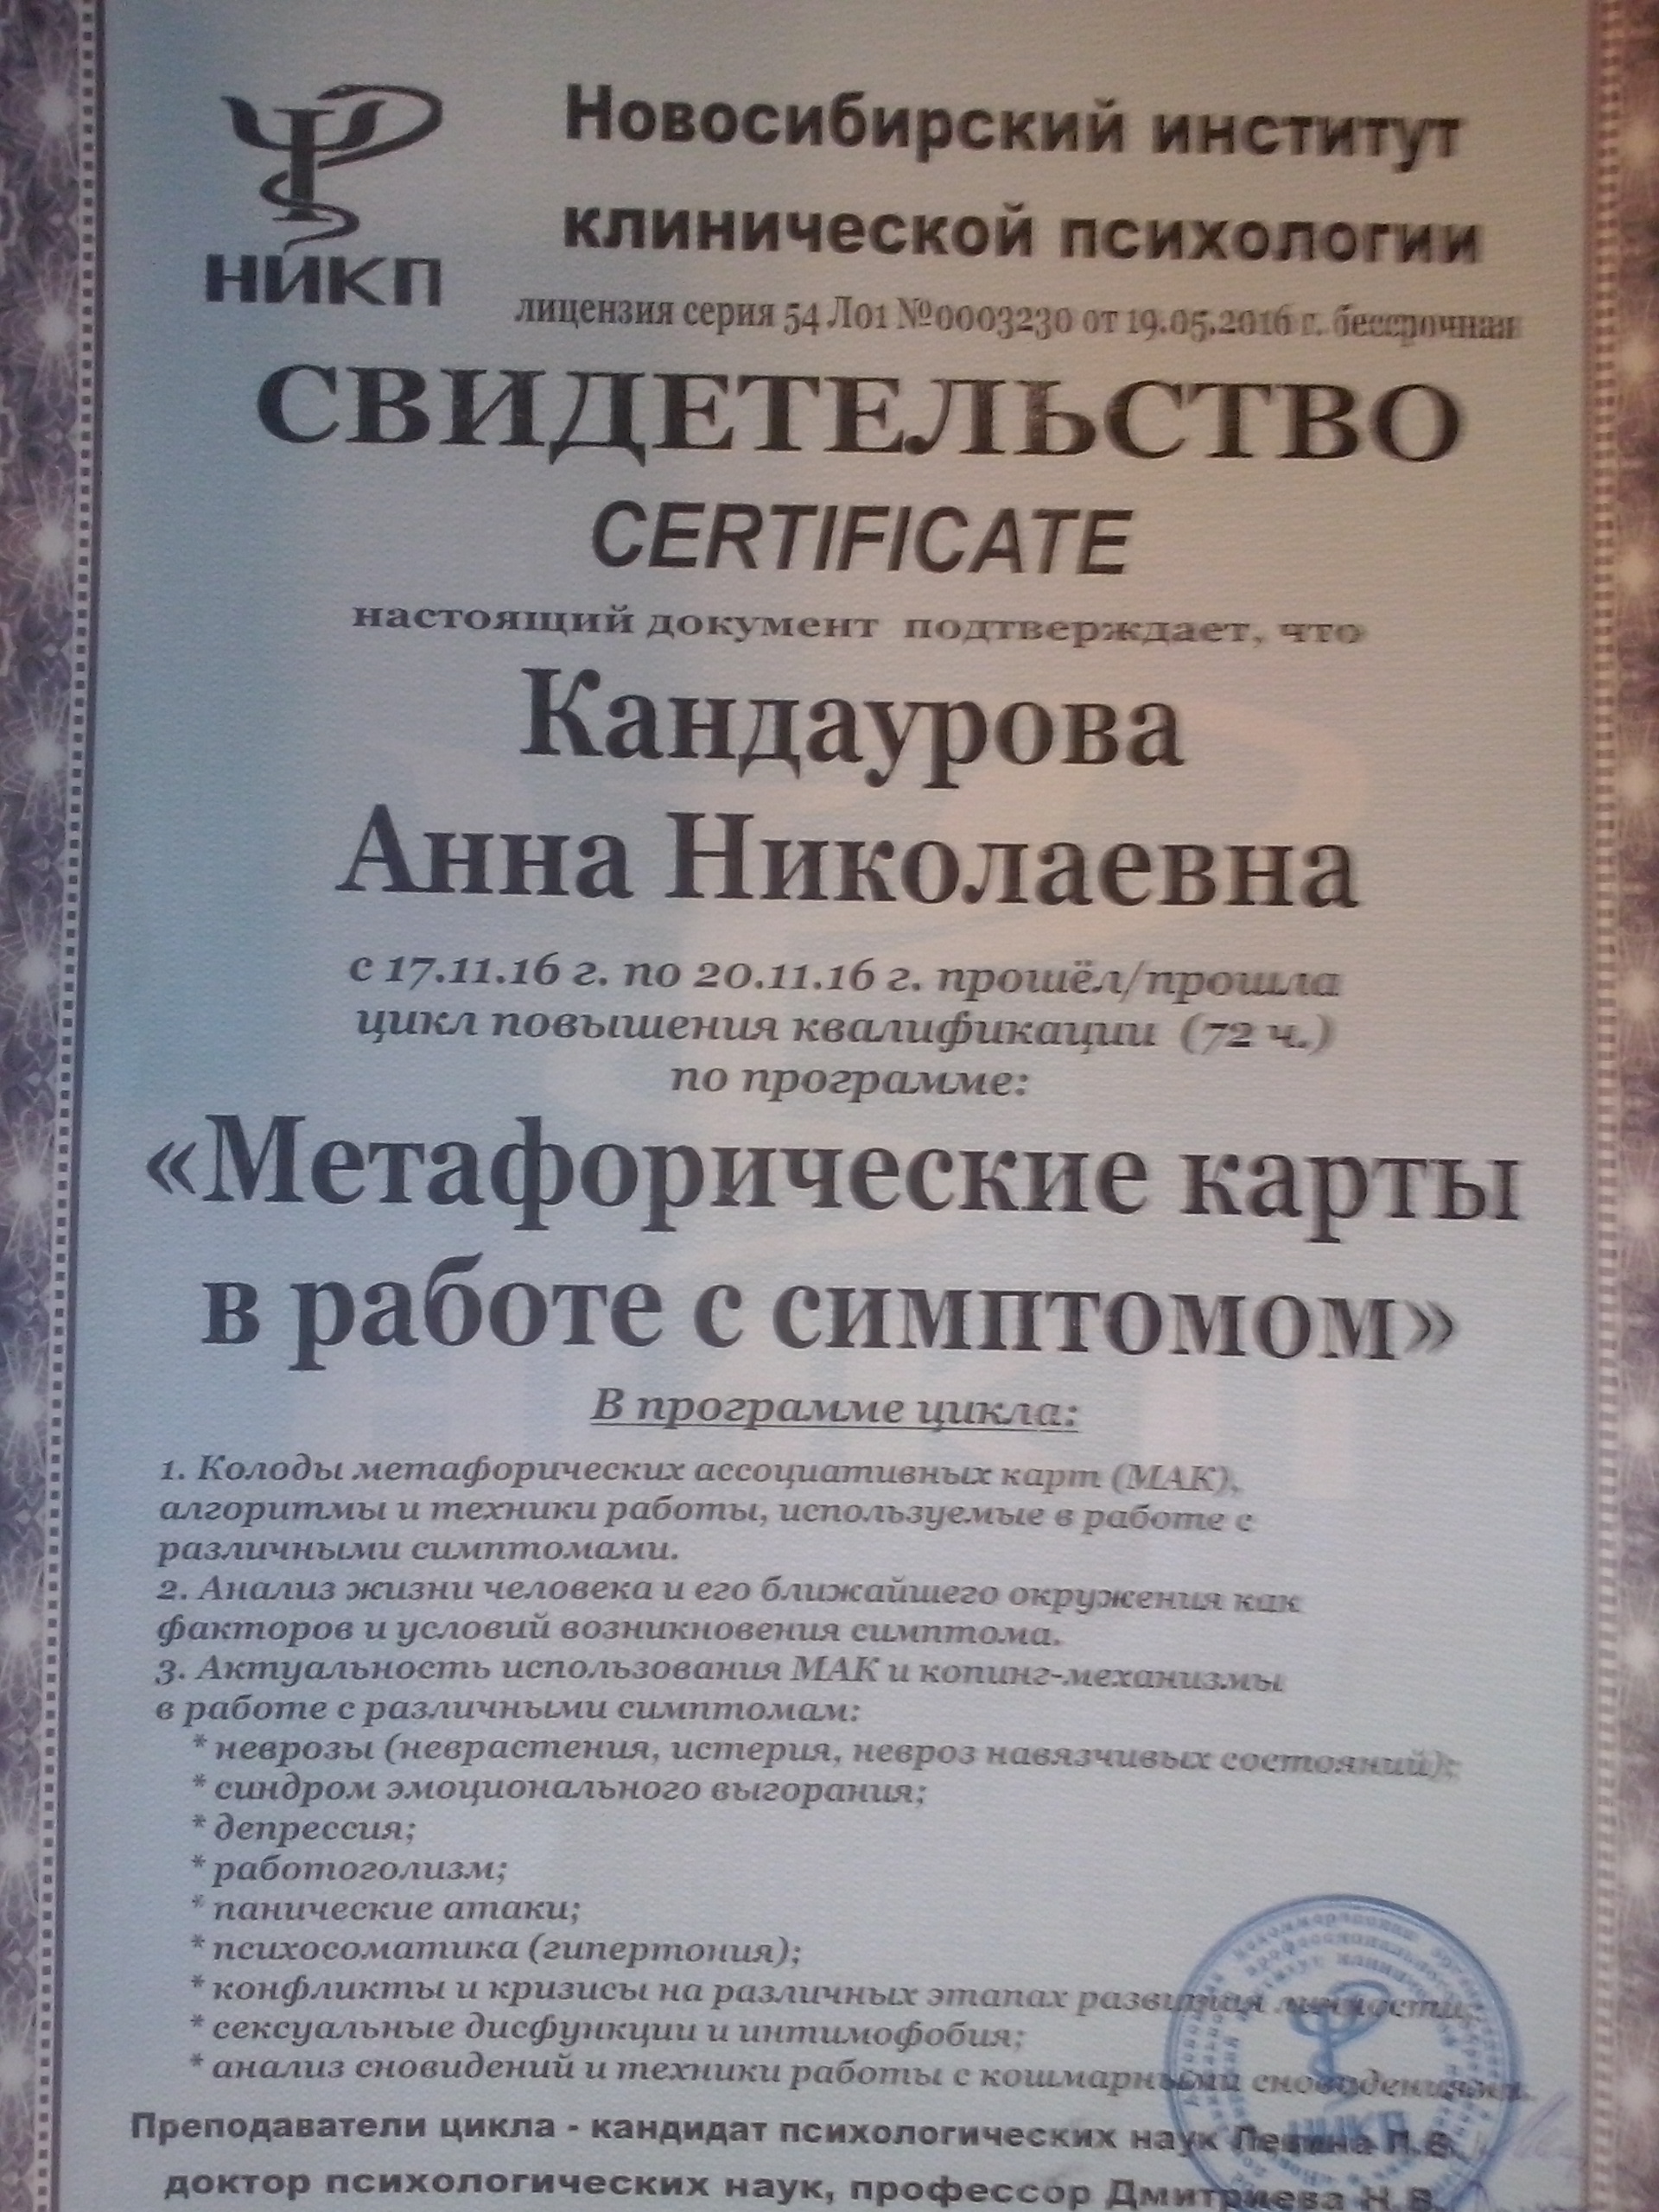 НИКП
Новосибирский институт
клинической психологии
лицензия серия 54 Л01 №0003230 от 19.05.2016 г. бессрочная
СВИДЕТЕЛЬСТВО
CERTIFICATE
настоящий документ подтверждает, что
Кандаурова
Анна Николаевна
с 17.11.16 г. по 20.11.16 г. прошёл/прошла
цикл повышения квалификации (72 ч.)
по программе:
«Метафорические карты
в работе с симптомом»
В программе цикла:
1. Колоды метафорических ассоциативных карт (МАК),
алгоритмы и техники работы, используемые в работе с
различными симптомами.
2. Анализ жизни человека и его ближайшего окружения как
факторов и условий возникновения симптома.
3. Актуальность использования МАК и копинг-механизмы
в работе с различными симптомам:
* неврозы (неврастения, истерия, невроз навязчивых состояний);
* синдром эмоционального выгорания;
* депрессия;
* работоголизм;
* панические атаки;
* психосоматика (гипертония);
* конфликты и кризисы на различных этапах развития личности;
* сексуальные дисфункции и интимофобия;
* анализ сновидений и техники работы с кошмарными сновидениями.
Преподаватели цикла - кандидат психологических наук Левина Л.В.
доктор психологических наук, профессор Дмитриева Н.В.
НИКП